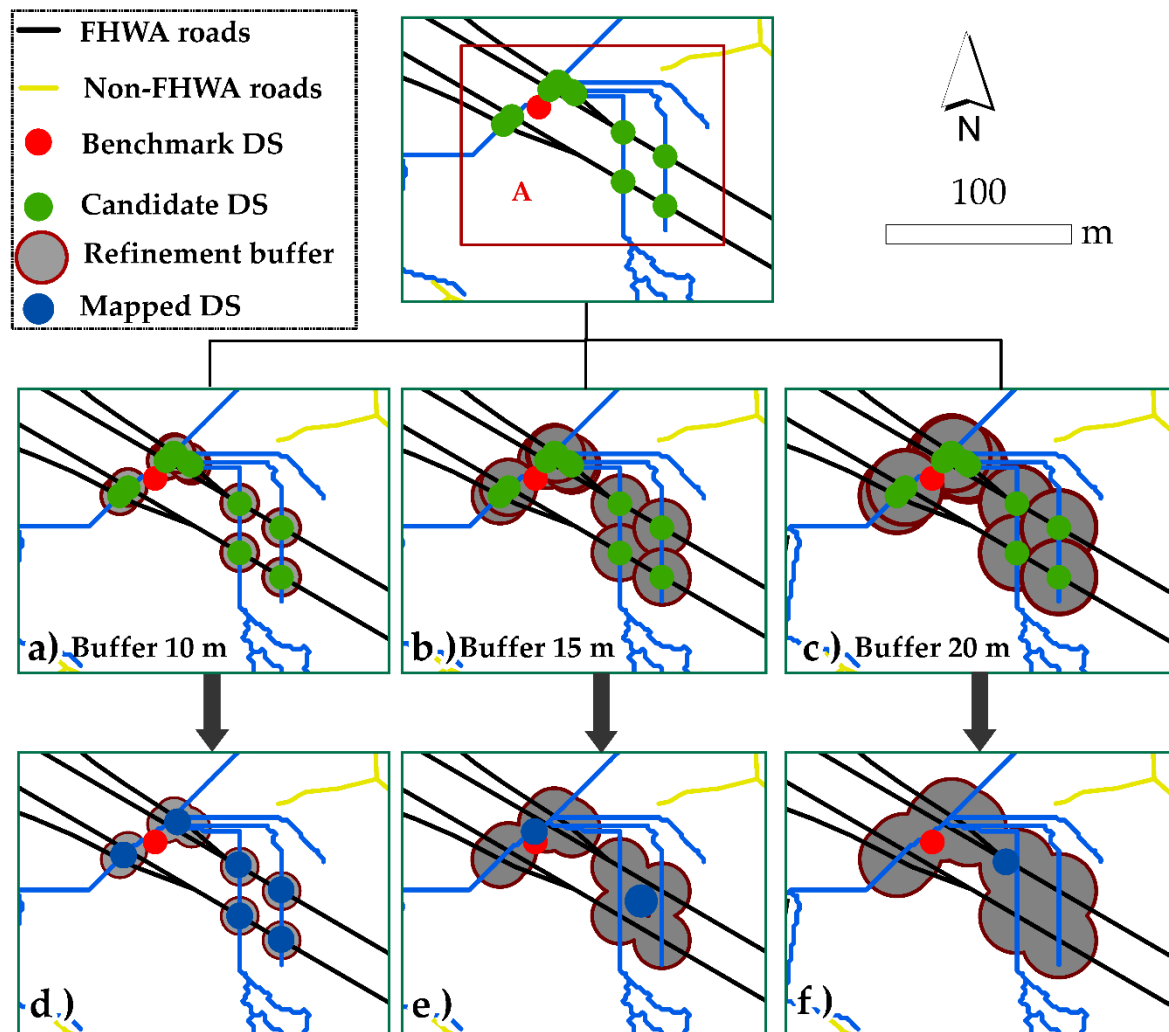 FHWA roads
Non-FHWA roads
Benchmark DS
Candidate DS
Refinement buffer
Mapped DS
A
N
100
m
a) Buffer 10 m
b) Buffer 15 m
c) Buffer 20 m
d)
e)
f)